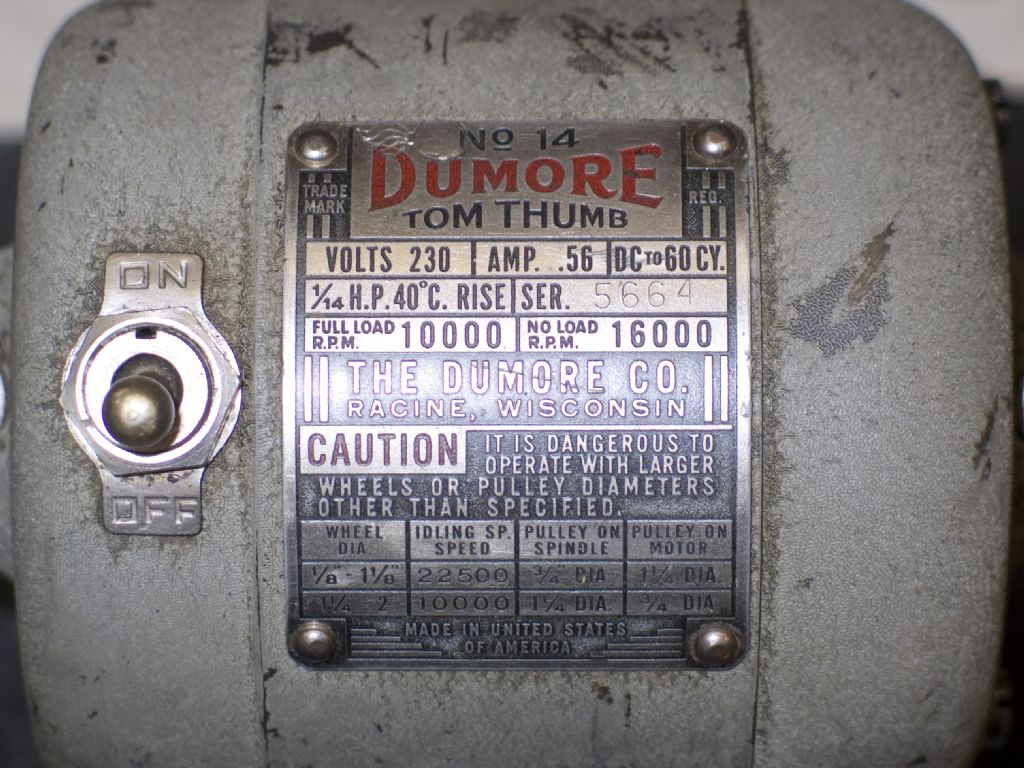 No 14
DUMORE
TRADE MARK
REG.
TOM THUMB
VOLTS 230 AMP. .56 DC TO 60 CY.
1/14 H.P. 40°C. RISE SER. 5664
FULL LOAD R.P.M. 10000 NO LOAD R.P.M. 16000
THE DUMORE CO.
RACINE, WISCONSIN
CAUTION IT IS DANGEROUS TO
OPERATE WITH LARGER
WHEELS OR PULLEY DIAMETERS
OTHER THAN SPECIFIED.
WHEEL DIA IDLING SP. SPEED PULLEY ON SPINDLE PULLEY ON MOTOR
1/8" - 1 1/8" 22500 3/4 DIA. 1 1/4 DIA.
1 1/4 - 2 10000 1 1/4 DIA. 3/4 DIA.
MADE IN UNITED STATES
OF AMERICA
ON
OFF